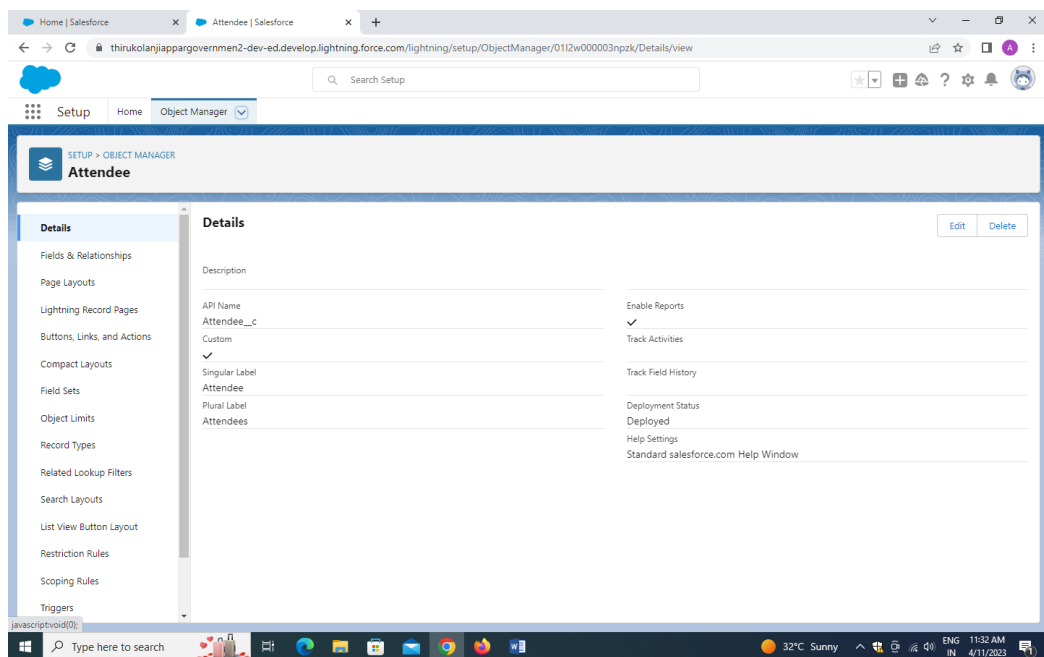 Home | Salesforce
Attendee | Salesforce
thirukolanjiappargovernmen2-dev-ed.develop.lightning.force.com/lightning/setup/ObjectManager/01I2w000003npzk/Details/view
A
Search Setup
Setup
Home
Object Manager
SETUP > OBJECT MANAGER
Attendee
Details
Fields & Relationships
Page Layouts
Lightning Record Pages
Buttons, Links, and Actions
Compact Layouts
Field Sets
Object Limits
Record Types
Related Lookup Filters
Search Layouts
List View Button Layout
Restriction Rules
Scoping Rules
Triggers
javascript:void(0);
Details
Edit
Delete
Description
API Name
Attendee__c
Custom
Singular Label
Attendee
Plural Label
Attendees
Enable Reports
Track Activities
Track Field History
Deployment Status
Deployed
Help Settings
Standard salesforce.com Help Window
Type here to search
32°C Sunny
ENG
IN
11:32 AM
4/11/2023